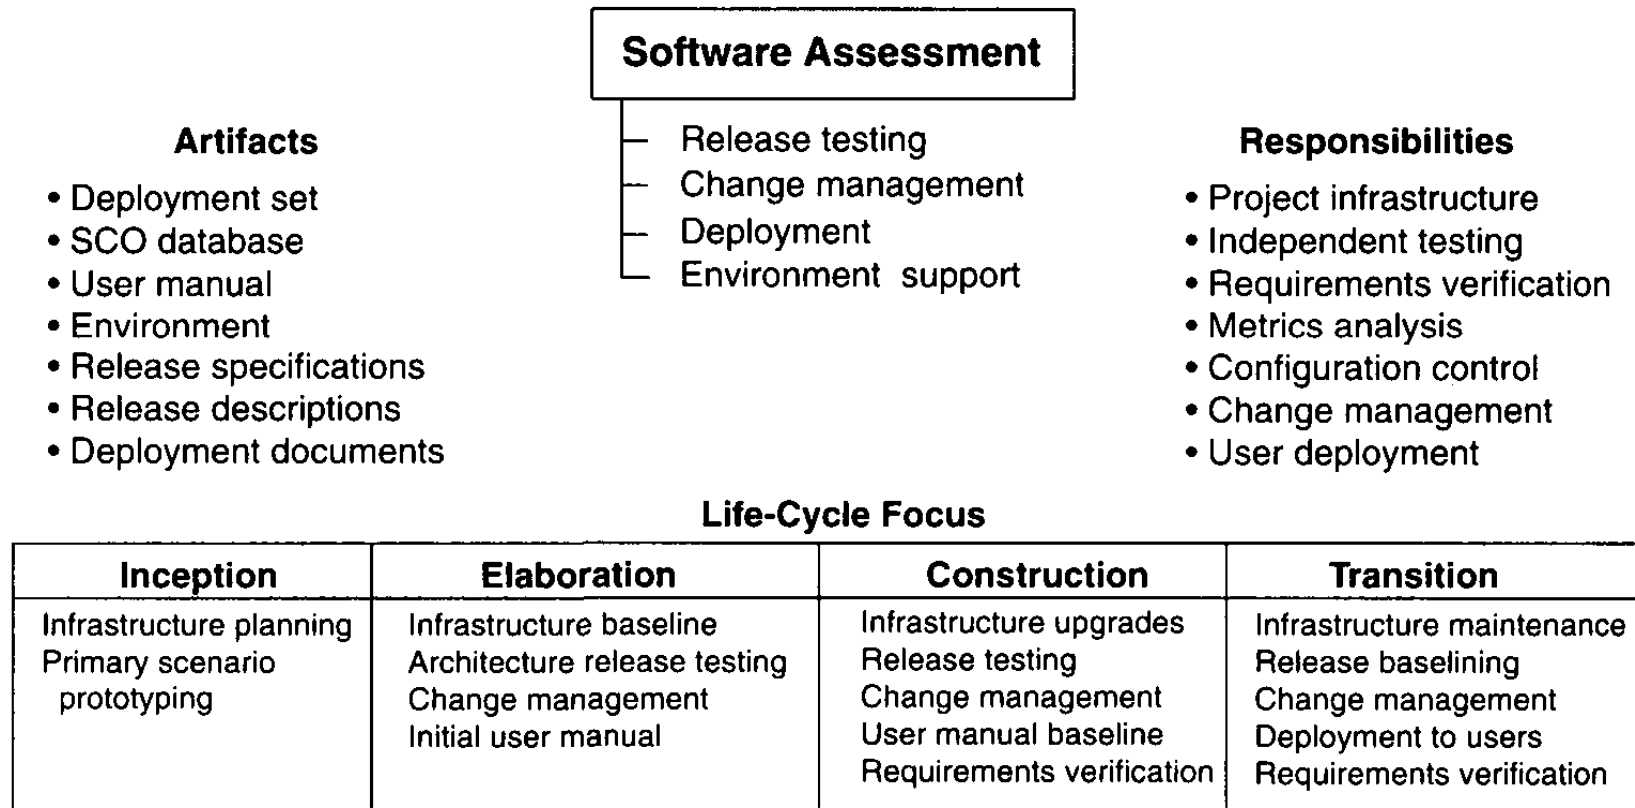 Software Assessment
Release testing
Change management
Deployment
Environment support
Artifacts
• Deployment set
• SCO database
• User manual
• Environment
• Release specifications
• Release descriptions
• Deployment documents
Responsibilities
• Project infrastructure
• Independent testing
• Requirements verification
• Metrics analysis
• Configuration control
• Change management
• User deployment
Life-Cycle Focus
Inception
Infrastructure planning
Primary scenario
prototyping
Elaboration
Infrastructure baseline
Architecture release testing
Change management
Initial user manual
Construction
Infrastructure upgrades
Release testing
Change management
User manual baseline
Requirements verification
Transition
Infrastructure maintenance
Release baselining
Change management
Deployment to users
Requirements verification